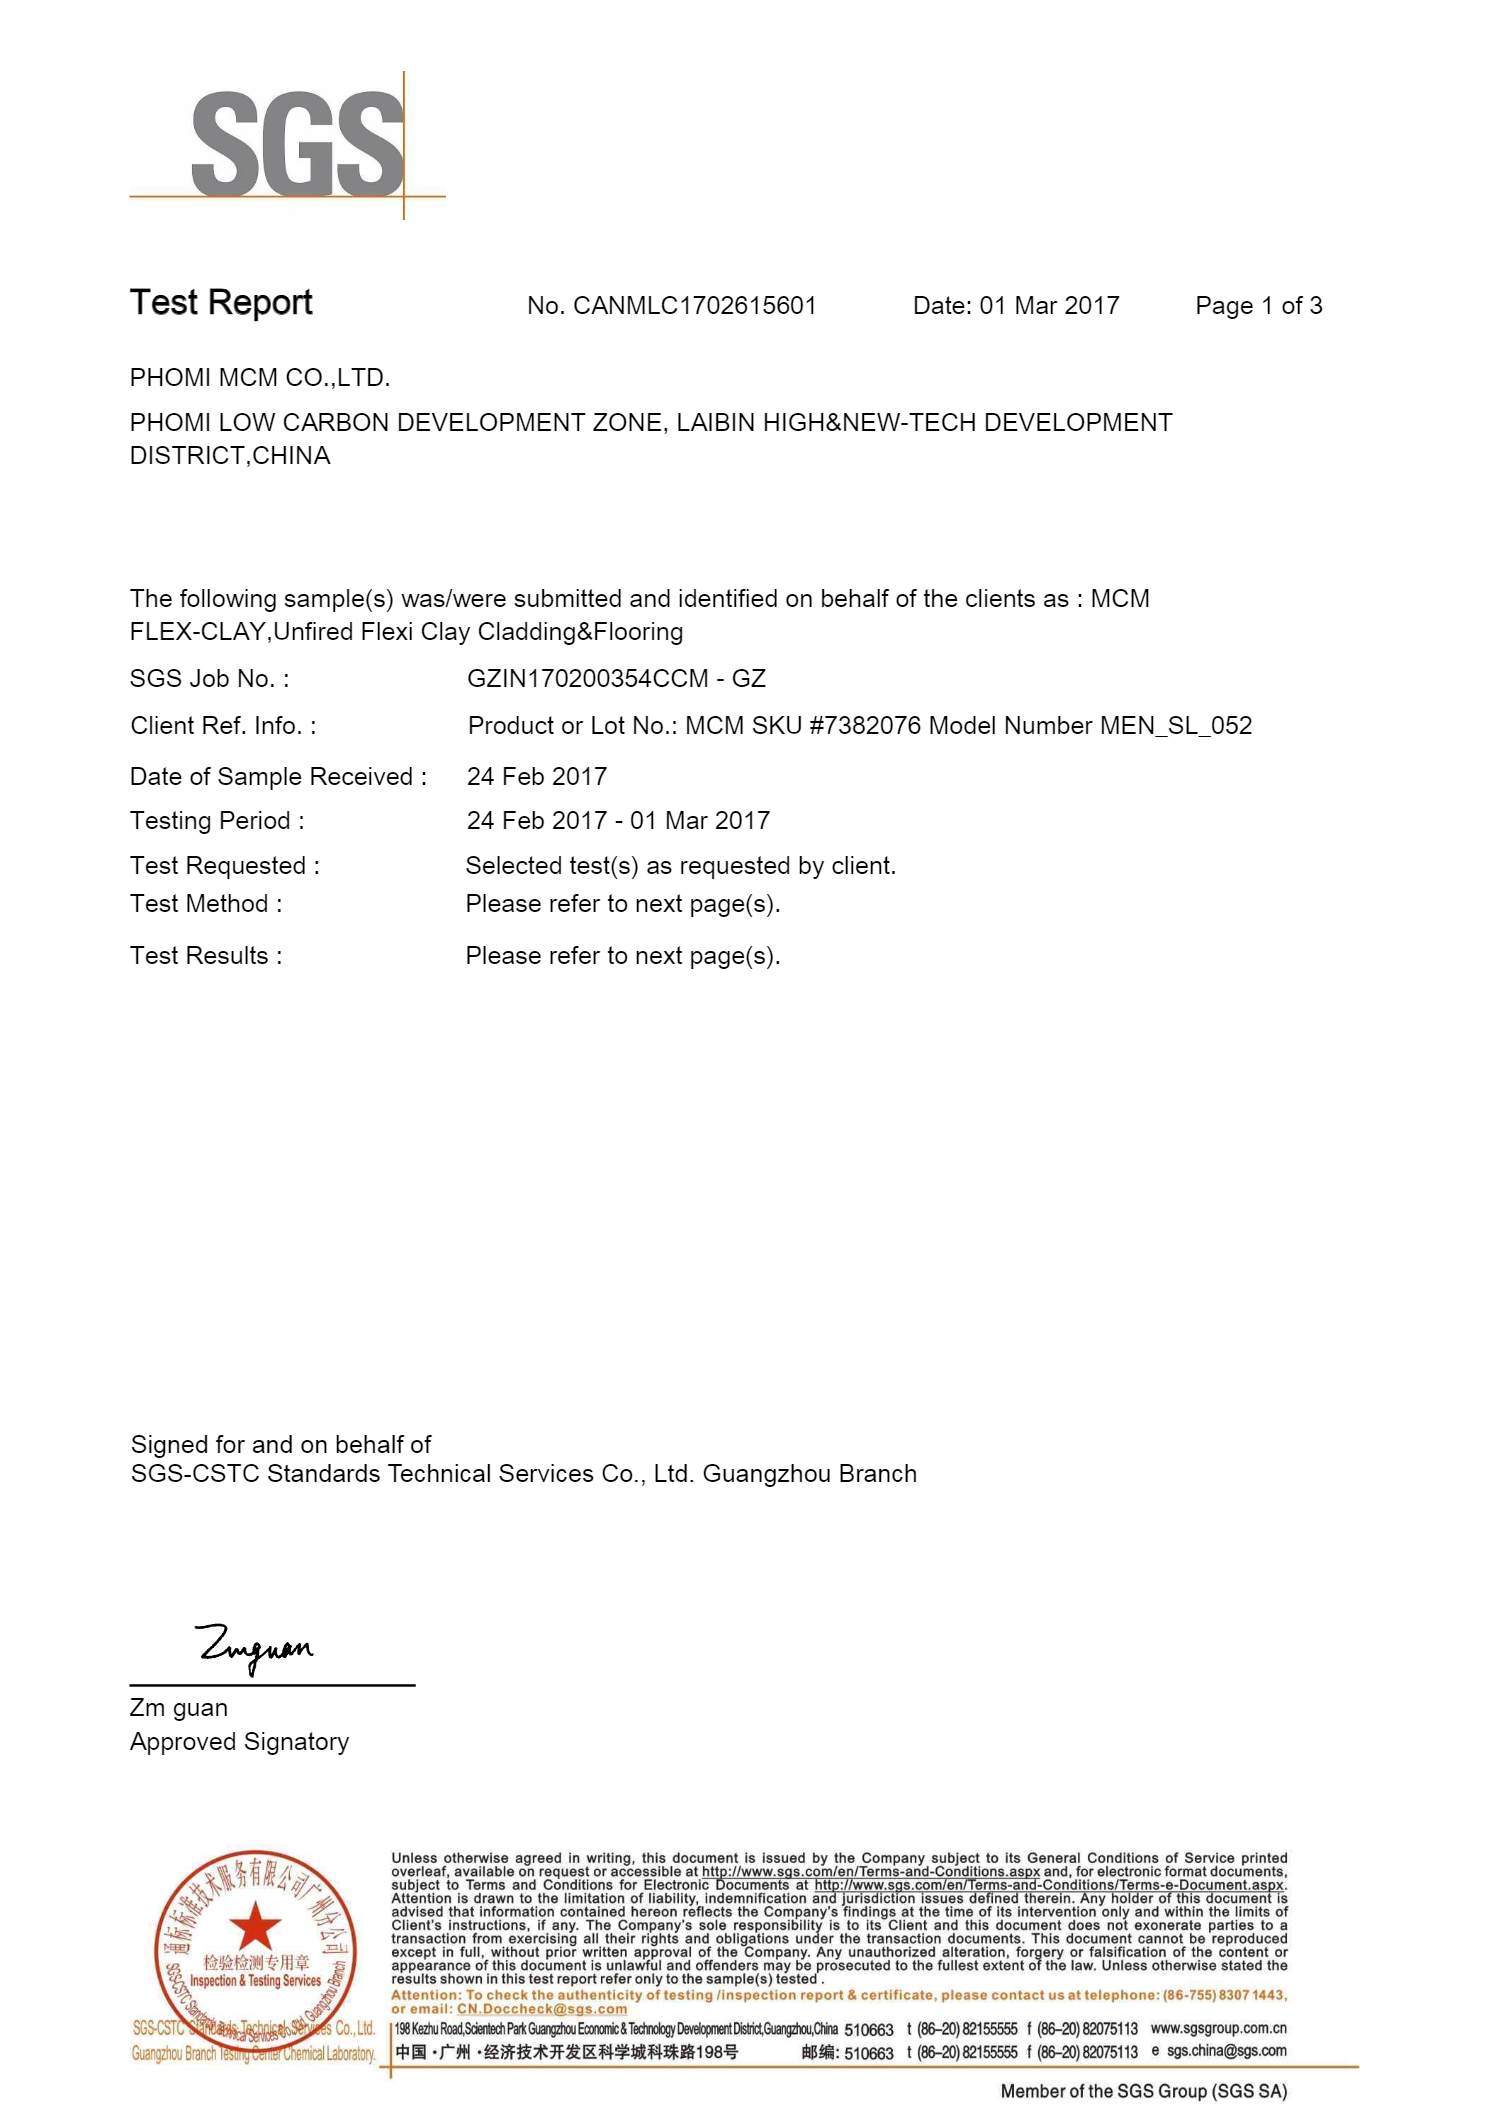 SGS
Test Report No. CANMLC1702615601 Date: 01 Mar 2017 Page 1 of 3
PHOMI MCM CO.,LTD.
PHOMI LOW CARBON DEVELOPMENT ZONE, LAIBIN HIGH&NEW-TECH DEVELOPMENT
DISTRICT,CHINA
The following sample(s) was/were submitted and identified on behalf of the clients as : MCM
FLEX-CLAY,Unfired Flexi Clay Cladding&Flooring
SGS Job No. : GZIN170200354CCM - GZ
Client Ref. Info. : Product or Lot No.: MCM SKU #7382076 Model Number MEN_SL_052
Date of Sample Received : 24 Feb 2017
Testing Period : 24 Feb 2017 - 01 Mar 2017
Test Requested : Selected test(s) as requested by client.
Test Method : Please refer to next page(s).
Test Results : Please refer to next page(s).
Signed for and on behalf of
SGS-CSTC Standards Technical Services Co., Ltd. Guangzhou Branch
Zmguan
Zm guan
Approved Signatory
通标标准技术服务有限公司广州分公司
检验检测专用章
Inspection & Testing Services
SGS-CSTC Standards Technical Services Co., Ltd. Guangzhou Branch
SGS-CSTC Standards Technical Services Co., Ltd.
Guangzhou Branch Testing Center Chemical Laboratory.
Unless otherwise agreed in writing, this document is issued by the Company subject to its General Conditions of Service printed
overleaf, available on request or accessible at http://www.sgs.com/en/Terms-and-Conditions.aspx and, for electronic format documents,
subject to Terms and Conditions for Electronic Documents at http://www.sgs.com/en/Terms-and-Conditions/Terms-e-Document.aspx.
Attention is drawn to the limitation of liability, indemnification and jurisdiction issues defined therein. Any holder of this document is
advised that information contained hereon reflects the Company's findings at the time of its intervention only and within the limits of
Client's instructions, if any. The Company's sole responsibility is to its Client and this document does not exonerate parties to a
transaction from exercising all their rights and obligations under the transaction documents. This document cannot be reproduced
except in full, without prior written approval of the Company. Any unauthorized alteration, forgery or falsification of the content or
appearance of this document is unlawful and offenders may be prosecuted to the fullest extent of the law. Unless otherwise stated the
results shown in this test report refer only to the sample(s) tested .
Attention: To check the authenticity of testing /inspection report & certificate, please contact us at telephone: (86-755) 8307 1443,
or email: CN.Doccheck@sgs.com
198 Kezhu Road,Scientech Park Guangzhou Economic & Technology Development District,Guangzhou,China 510663 t (86-20) 82155555 f (86-20) 82075113 www.sgsgroup.com.cn
中国 ·广州 ·经济技术开发区科学城科珠路198号 邮编: 510663 t (86-20) 82155555 f (86-20) 82075113 e sgs.china@sgs.com
Member of the SGS Group (SGS SA)